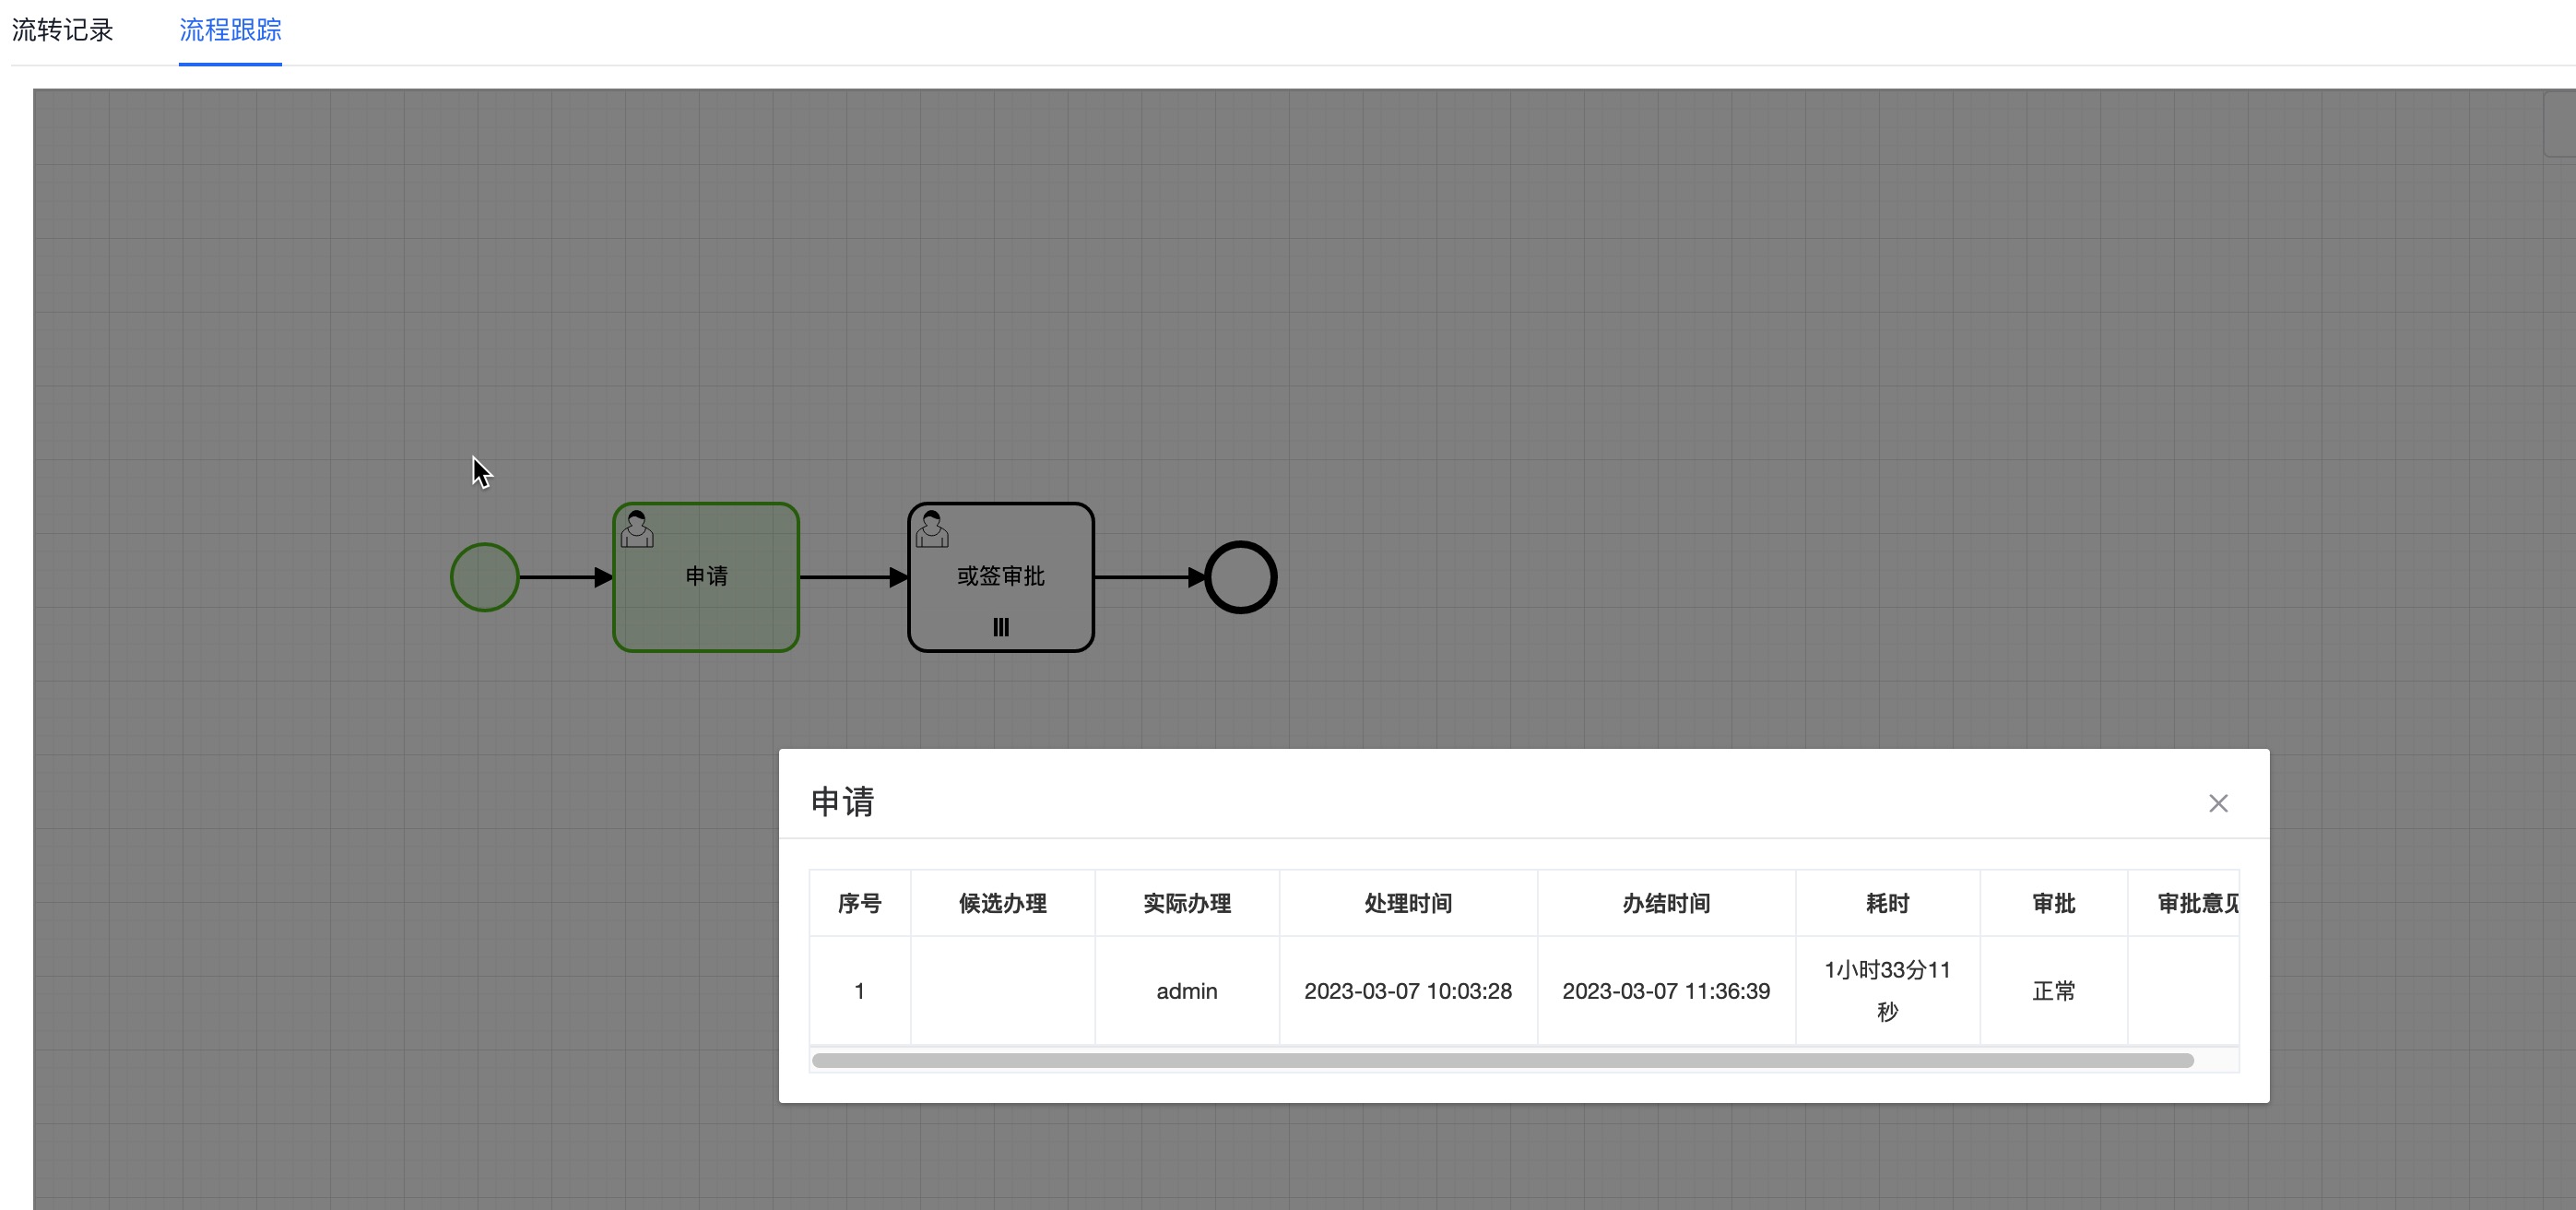 流转记录 流程跟踪
申请 或签审批
申请
序号 候选办理 实际办理 处理时间 办结时间 耗时 审批 审批意见
1 admin 2023-03-07 10:03:28 2023-03-07 11:36:39 1小时33分11 正常
秒